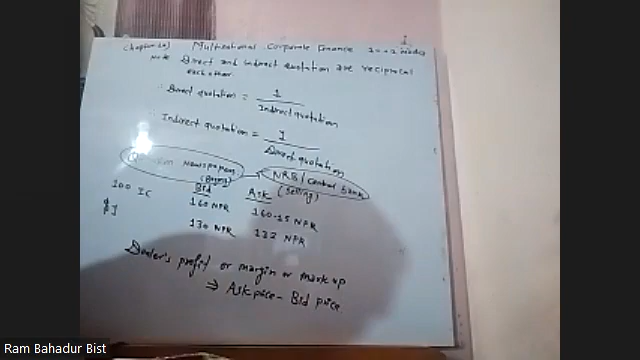 Chapter Multinational Corporate Finance
Note Direct and indirect quotation are reciprocal
each other.
∴ Direct quotation = 1
Indirect quotation
∴ Indirect quotation = 1
Direct quotation
Newspaper NRB/central bank
(Buying) (selling)
Bid Ask
100 IC 160 NPR 160.15 NPR
$1 130 NPR 132 NPR
Dealer's profit or margin or mark up
⇒ Ask price - Bid price
Ram Bahadur Bist